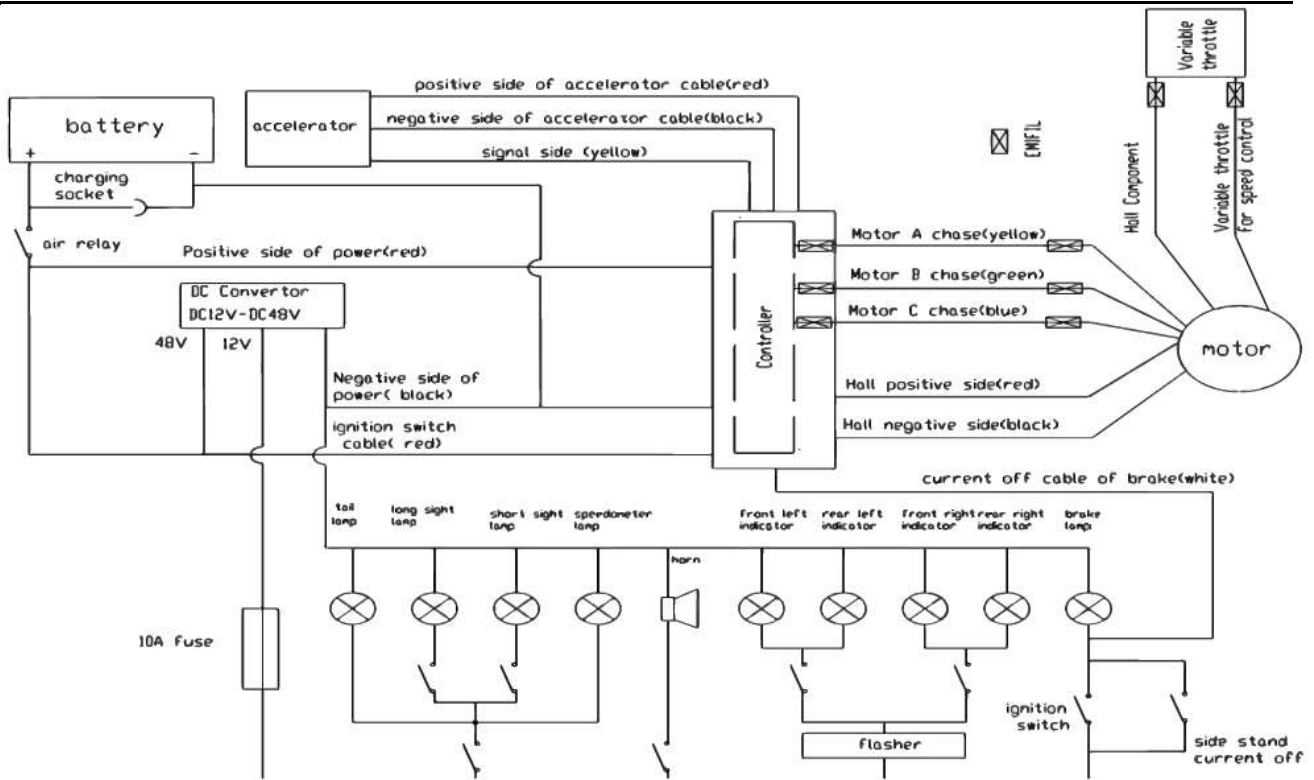 Variable
throttle
positive side of accelerator cable(red)
battery
+
-
accelerator
negative side of accelerator cable(black)
signal side (yellow)
EMIFIL
charging
socket
Hall Component
Variable throttle
for speed control
air relay
Positive side of power(red)
Motor A chase(yellow)
Motor B chase(green)
Motor C chase(blue)
Controller
DC Convertor
DC12V-DC48V
48V
12V
motor
Negative side of
power( black)
Hall positive side(red)
ignition switch
cable( red)
Hall negative side(black)
current off cable of brake(white)
tail
lamp
long sight
lamp
short sight
lamp
speedometer
lamp
horn
front left
indicator
rear left
indicator
front right
indicator
rear right
indicator
brake
lamp
10A fuse
ignition
switch
flasher
side stand
current off